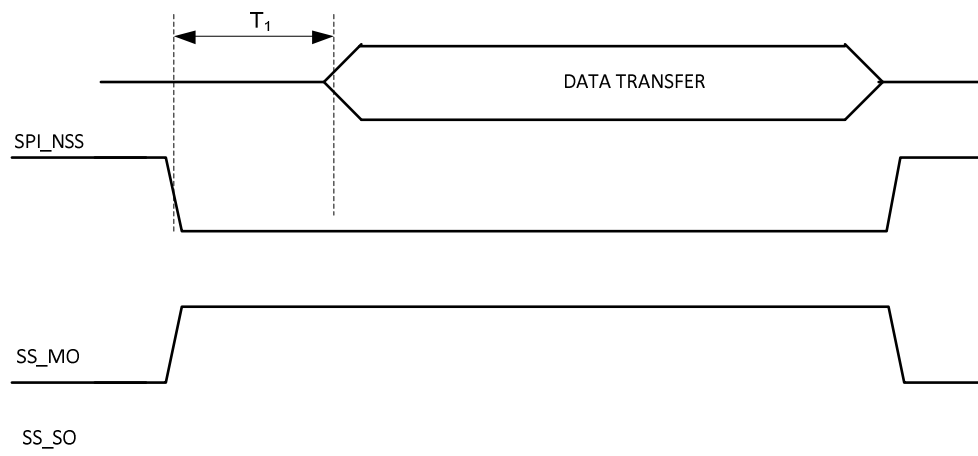 T₁
DATA TRANSFER
SPI_NSS
SS_MO
SS_SO